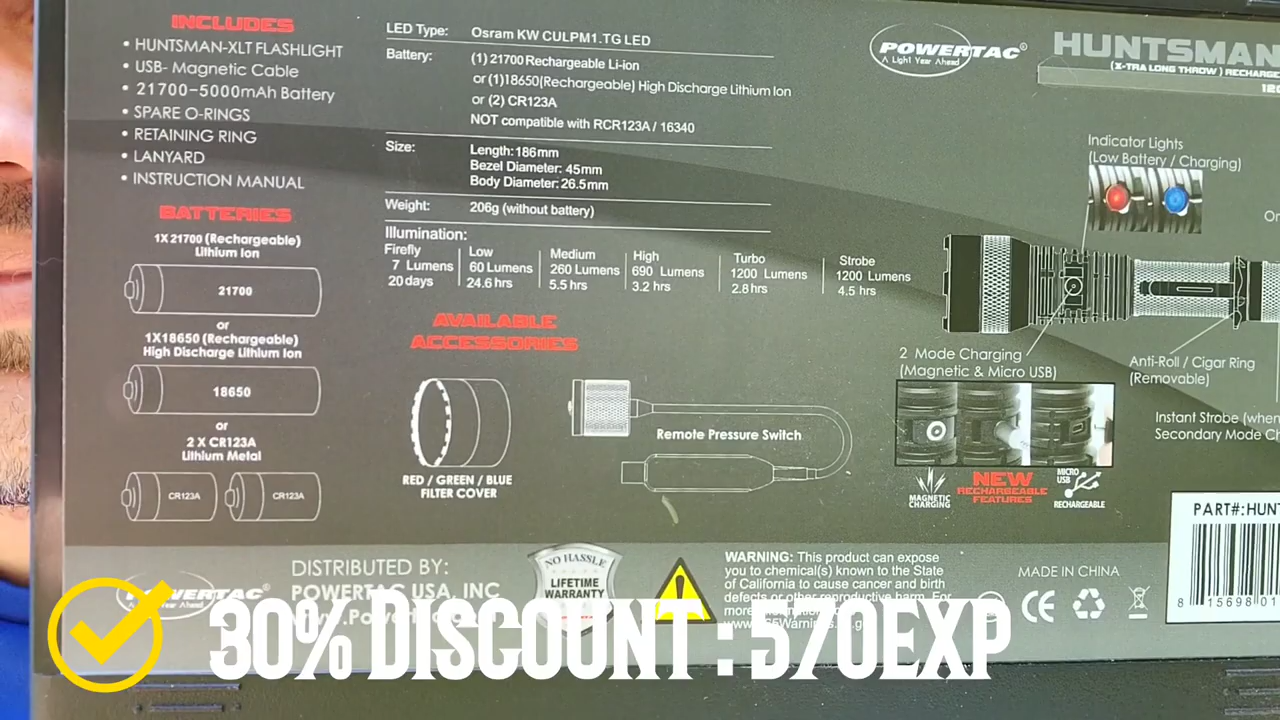 INCLUDES
• HUNTSMAN-XLT FLASHLIGHT
• USB- Magnetic Cable
• 21700-5000mAh Battery
• SPARE O-RINGS
• RETAINING RING
• LANYARD
• INSTRUCTION MANUAL
BATTERIES
1X 21700 (Rechargeable)
Lithium Ion
21700
or
1X18650 (Rechargeable)
High Discharge Lithium Ion
18650
or
2 X CR123A
Lithium Metal
CR123A
CR123A
LED Type: Osram KW CULPM1.TG LED
Battery: (1) 21700 Rechargeable Li-ion
or (1)18650(Rechargeable) High Discharge Lithium Ion
or (2) CR123A
NOT compatible with RCR123A / 16340
Size: Length: 186mm
Bezel Diameter: 45mm
Body Diameter: 26.5mm
Weight: 206g (without battery)
Illumination:
Firefly Low Medium High Turbo Strobe
7 Lumens 60 Lumens 260 Lumens 690 Lumens 1200 Lumens 1200 Lumens
20 days 24.6 hrs 5.5 hrs 3.2 hrs 2.8 hrs 4.5 hrs
AVAILABLE
ACCESSORIES
RED / GREEN / BLUE
FILTER COVER
Remote Pressure Switch
POWERTAC®
A Light Year Ahead
HUNTSMAN
(X-TRA LONG THROW) RECHARG
Indicator Lights
(Low Battery / Charging)
2 Mode Charging
(Magnetic & Micro USB)
Anti-Roll / Cigar Ring
(Removable)
Instant Strobe (when
Secondary Mode
MAGNETIC
CHARGING
NEW
RECHARGEABLE
FEATURES
MICRO
USB
RECHARGEABLE
PART#:HUNT
DISTRIBUTED BY:
POWERTAC USA, INC
POWERTAC®
NO HASSLE
LIFETIME
WARRANTY
WARNING: This product can expose
you to chemical(s) known to the State
of California to cause cancer and birth
defects or other reproductive harm. For
MADE IN CHINA
CE
30% DISCOUNT : 570EXP